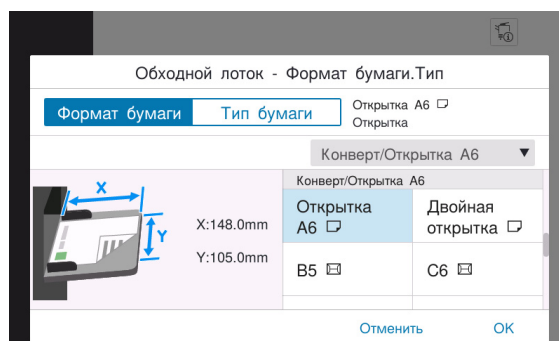 Обходной лоток - Формат бумаги.Тип
Формат бумаги
Тип бумаги
Открытка A6
Открытка
Конверт/Открытка A6
Конверт/Открытка A6
X
Y
X:148.0mm
Y:105.0mm
Открытка
A6
Двойная
открытка
B5
C6
Отменить
OK